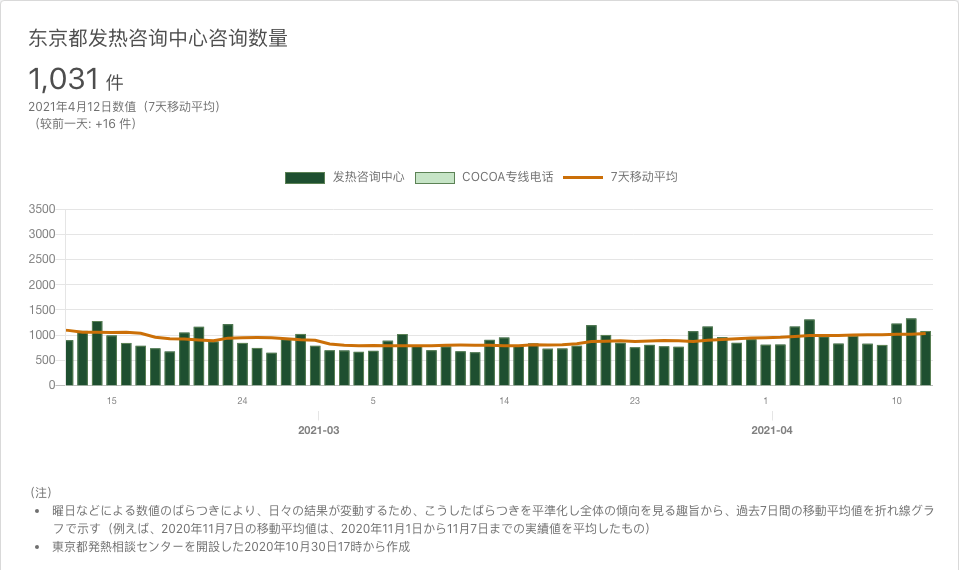 东京都发热咨询中心咨询数量
1,031 件
2021年4月12日数值（7天移动平均）
（较前一天: +16 件）
发热咨询中心 COCOA专线电话 7天移动平均
3500
3000
2500
2000
1500
1000
500
0
15 24 5 14 23 1 10
2021-03 2021-04
（注）
• 曜日などによる数値のばらつきにより、日々の結果が変動するため、こうしたばらつきを平準化し全体の傾向を見る趣旨から、過去7日間の移動平均値を折れ線グラ
フで示す（例えば、2020年11月7日の移動平均値は、2020年11月1日から11月7日までの実績値を平均したもの）
• 東京都発熱相談センターを開設した2020年10月30日17時から作成